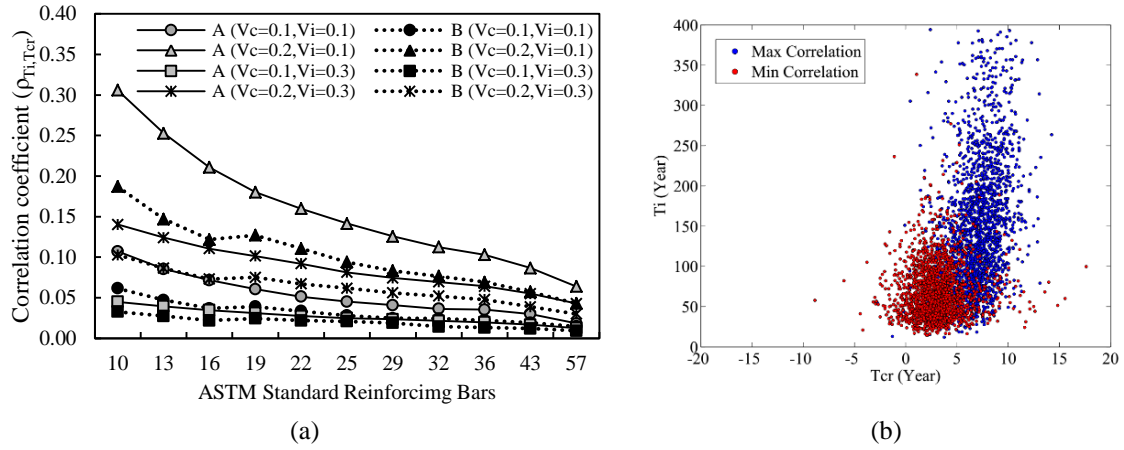 0.40
0.35
0.30
0.25
0.20
0.15
0.10
0.05
0.00
Correlation coefficient (ρTi,Tcr)
A (Vc=0.1,Vi=0.1)
B (Vc=0.1,Vi=0.1)
A (Vc=0.2,Vi=0.1)
B (Vc=0.2,Vi=0.1)
A (Vc=0.1,Vi=0.3)
B (Vc=0.1,Vi=0.3)
A (Vc=0.2,Vi=0.3)
B (Vc=0.2,Vi=0.3)
10 13 16 19 22 25 29 32 36 43 57
ASTM Standard Reinforcimg Bars
(a)
400
350
300
250
200
150
100
50
0
Ti (Year)
Max Correlation
Min Correlation
-20 -15 -10 -5 0 5 10 15 20
Tcr (Year)
(b)